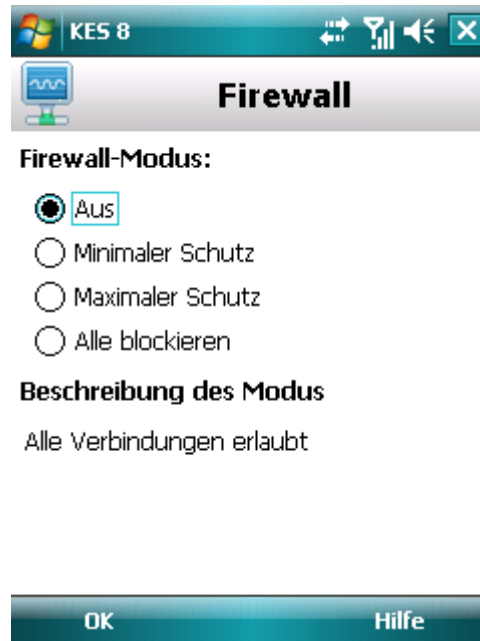 KES 8
Firewall
Firewall-Modus:
Aus
Minimaler Schutz
Maximaler Schutz
Alle blockieren
Beschreibung des Modus
Alle Verbindungen erlaubt
OK Hilfe